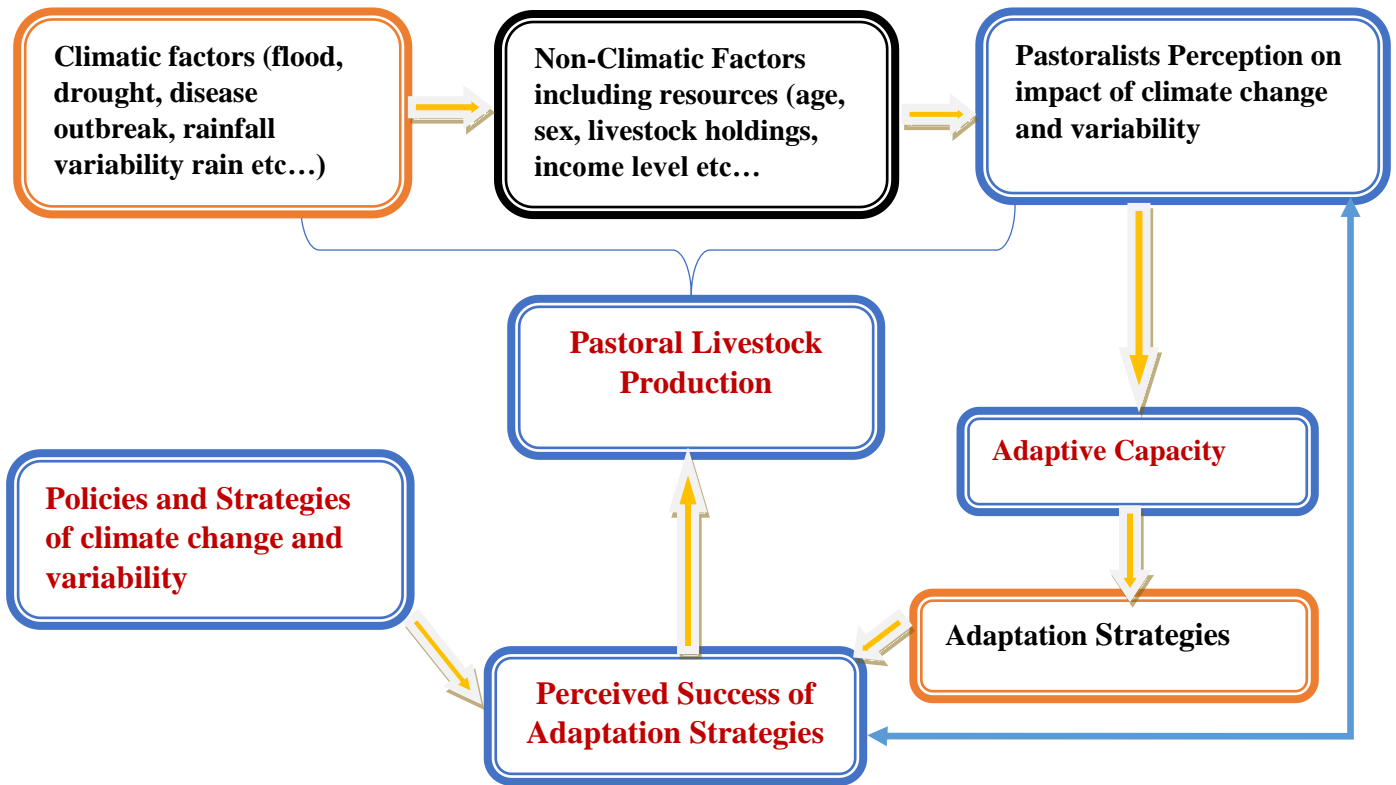 Climatic factors (flood,
drought, disease
outbreak, rainfall
variability rain etc…)
Non-Climatic Factors
including resources (age,
sex, livestock holdings,
income level etc…
Pastoralists Perception on
impact of climate change
and variability
Pastoral Livestock
Production
Adaptive Capacity
Policies and Strategies
of climate change and
variability
Adaptation Strategies
Perceived Success of
Adaptation Strategies